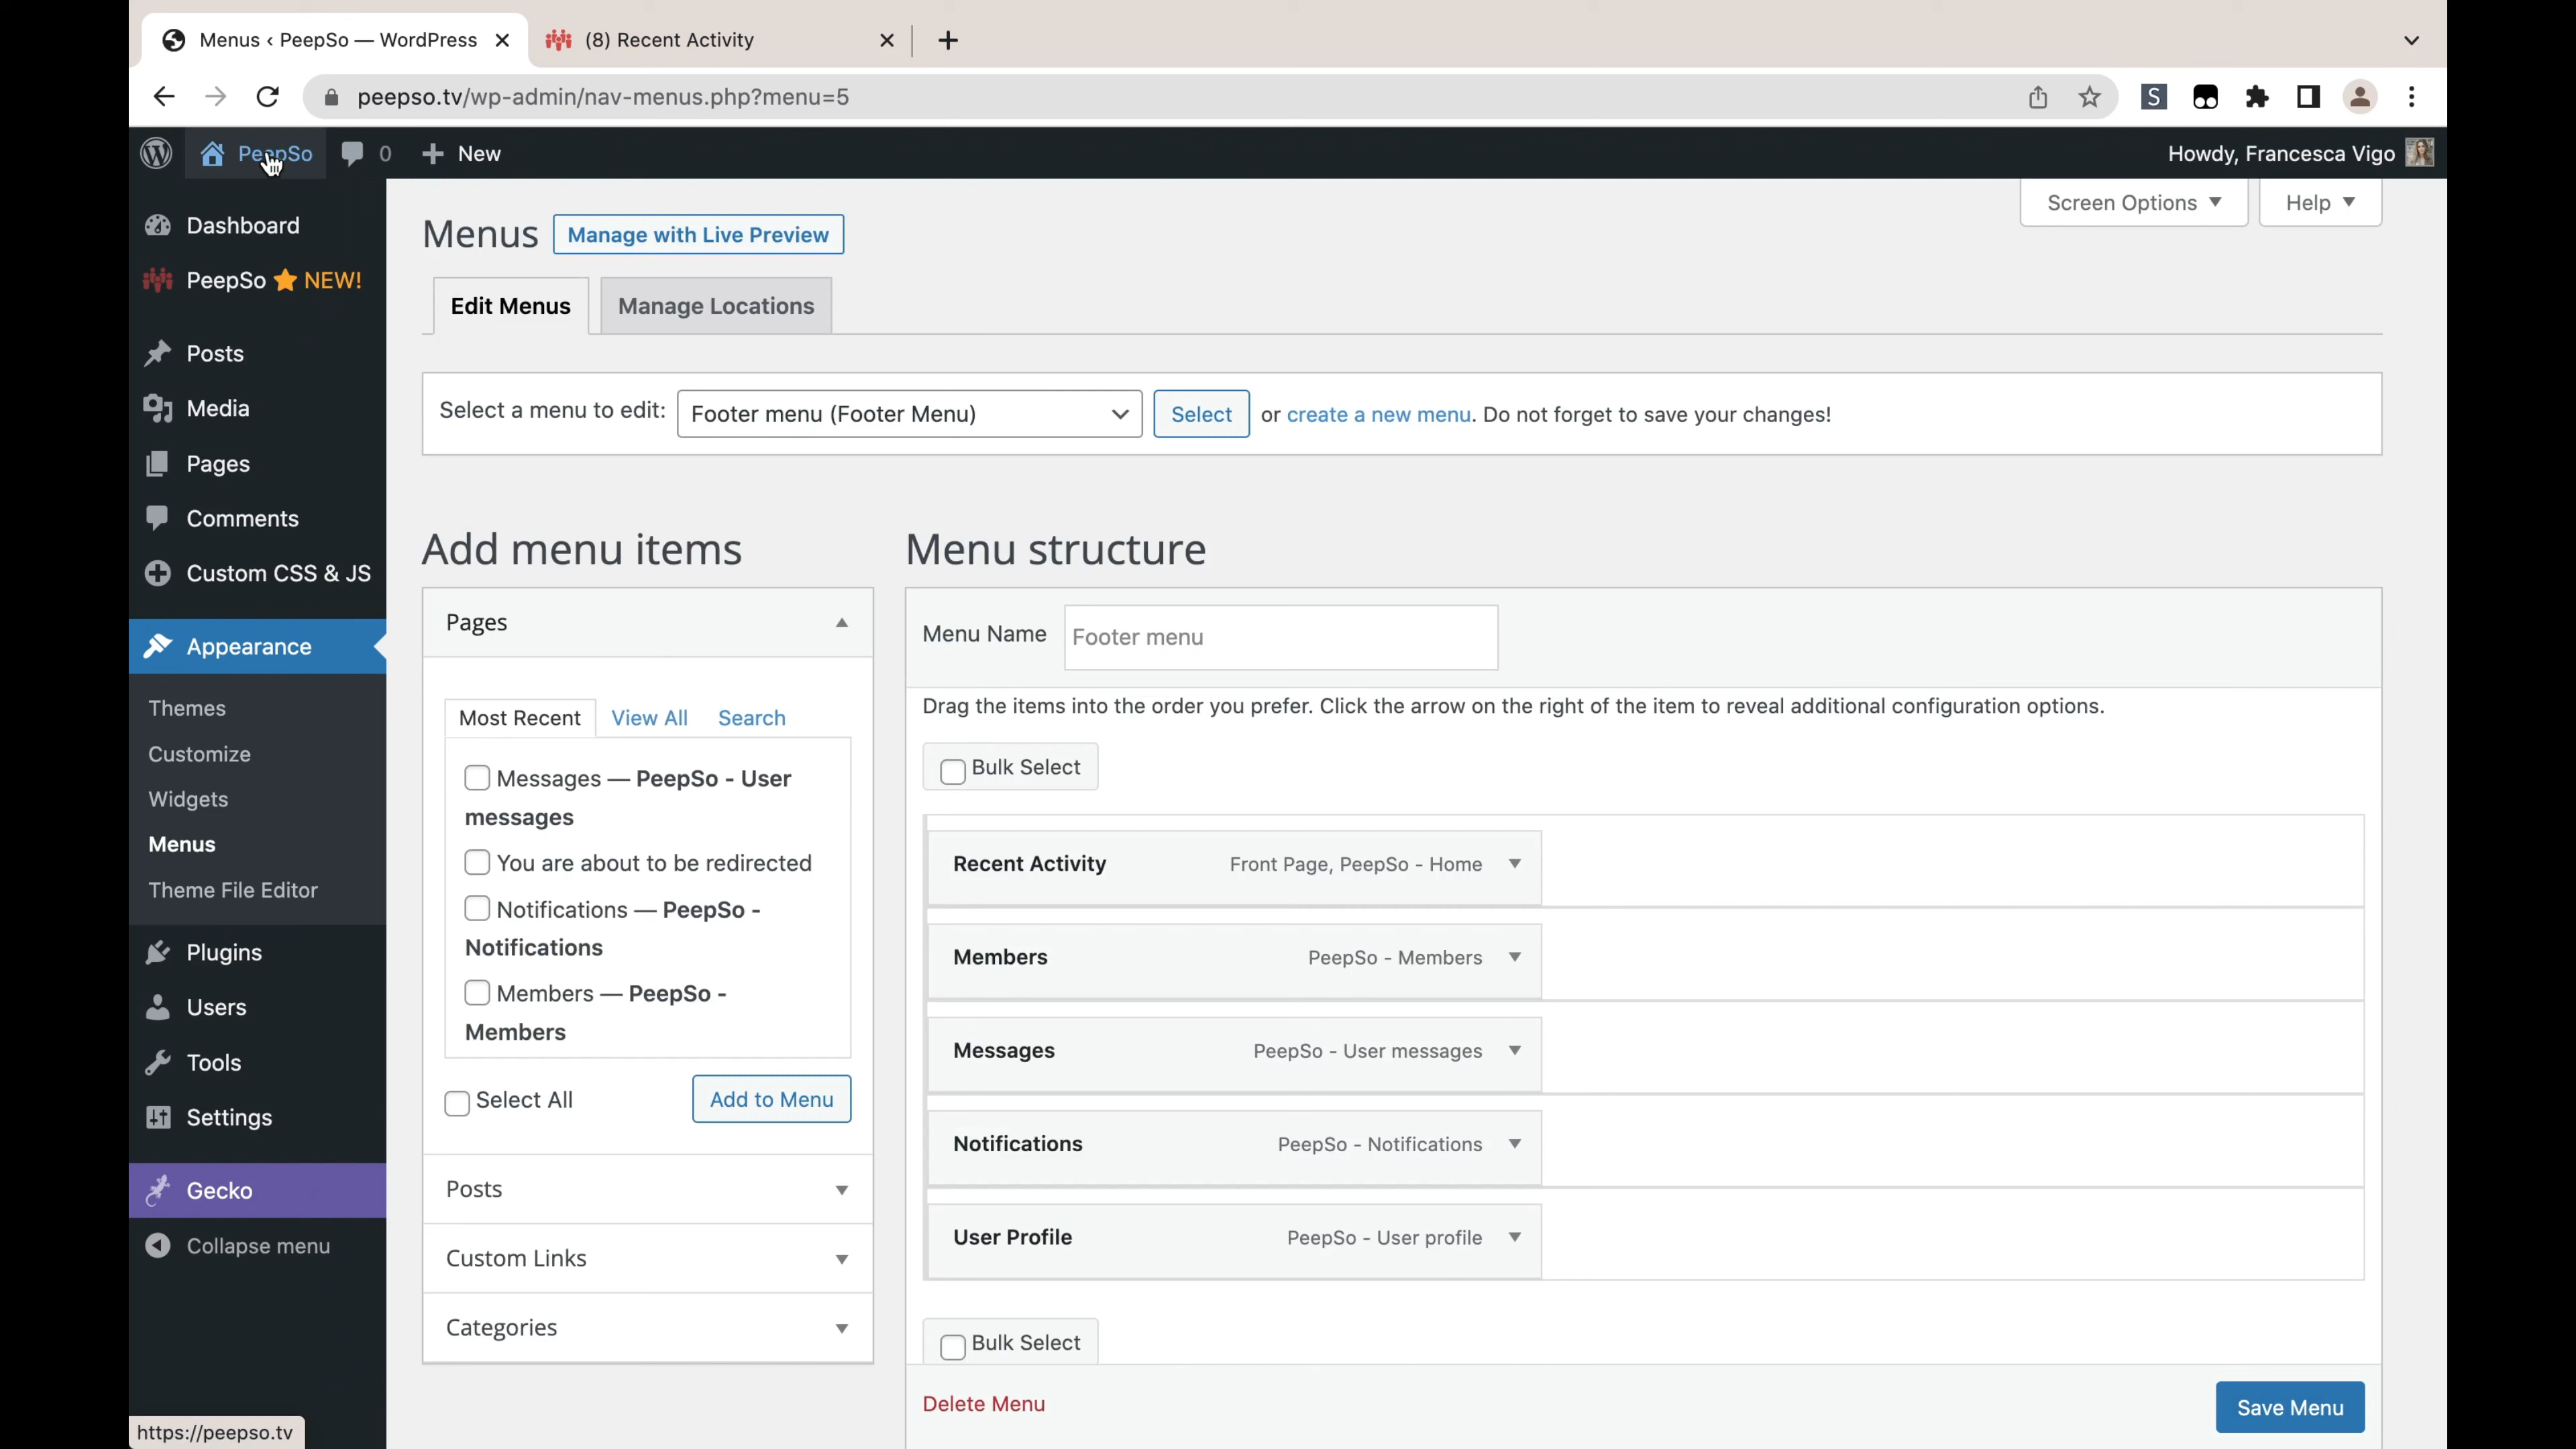 Menus ‹ PeepSo — WordPress
(8) Recent Activity
peepso.tv/wp-admin/nav-menus.php?menu=5
S
PeepSo
0
New
Howdy, Francesca Vigo
Screen Options
Help
Dashboard
PeepSo NEW!
Posts
Media
Pages
Comments
Custom CSS & JS
Appearance
Themes
Customize
Widgets
Menus
Theme File Editor
Plugins
Users
Tools
Settings
Gecko
Collapse menu
https://peepso.tv
Menus
Manage with Live Preview
Edit Menus
Manage Locations
Select a menu to edit:
Footer menu (Footer Menu)
Select
or create a new menu. Do not forget to save your changes!
Add menu items
Pages
Most Recent
View All
Search
Messages — PeepSo - User
messages
You are about to be redirected
Notifications — PeepSo -
Notifications
Members — PeepSo -
Members
Select All
Add to Menu
Posts
Custom Links
Categories
Menu structure
Menu Name
Footer menu
Drag the items into the order you prefer. Click the arrow on the right of the item to reveal additional configuration options.
Bulk Select
Recent Activity
Front Page, PeepSo - Home
Members
PeepSo - Members
Messages
PeepSo - User messages
Notifications
PeepSo - Notifications
User Profile
PeepSo - User profile
Bulk Select
Delete Menu
Save Menu